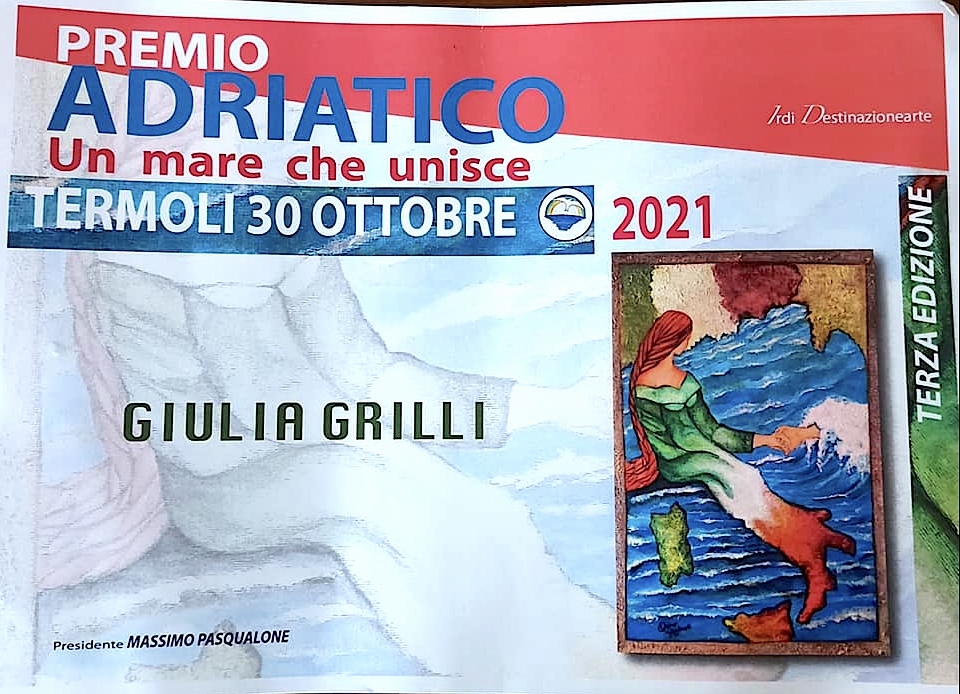 PREMIO
ADRIATICO
Irdi Destinazionearte
Un mare che unisce
TERMOLI 30 OTTOBRE 2021
TERZA EDIZIONE
GIULIA GRILLI
Presidente MASSIMO PASQUALONE